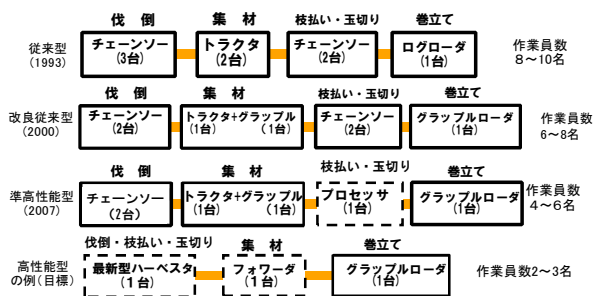 伐 倒　集 材　枝払い・玉切り　巻立て
従来型 (1993)　チェーンソー (3台)　トラクタ (2台)　チェーンソー (2台)　ログローダ (1台)　作業員数 8～10名
伐 倒　集 材　枝払い・玉切り　巻立て
改良従来型 (2000)　チェーンソー (2台)　トラクタ+グラップル (1台) (1台)　チェーンソー (2台)　グラップルローダ (1台)　作業員数 6～8名
伐 倒　集 材　枝払い・玉切り　巻立て
準高性能型 (2007)　チェーンソー (2台)　トラクタ+グラップル (1台) (1台)　プロセッサ (1台)　グラップルローダ (1台)　作業員数 4～6名
伐倒・枝払い・玉切り　集 材　巻立て
高性能型 の例(目標)　最新型ハーベスタ (1台)　フォワーダ (1台)　グラップルローダ (1台)　作業員数2～3名